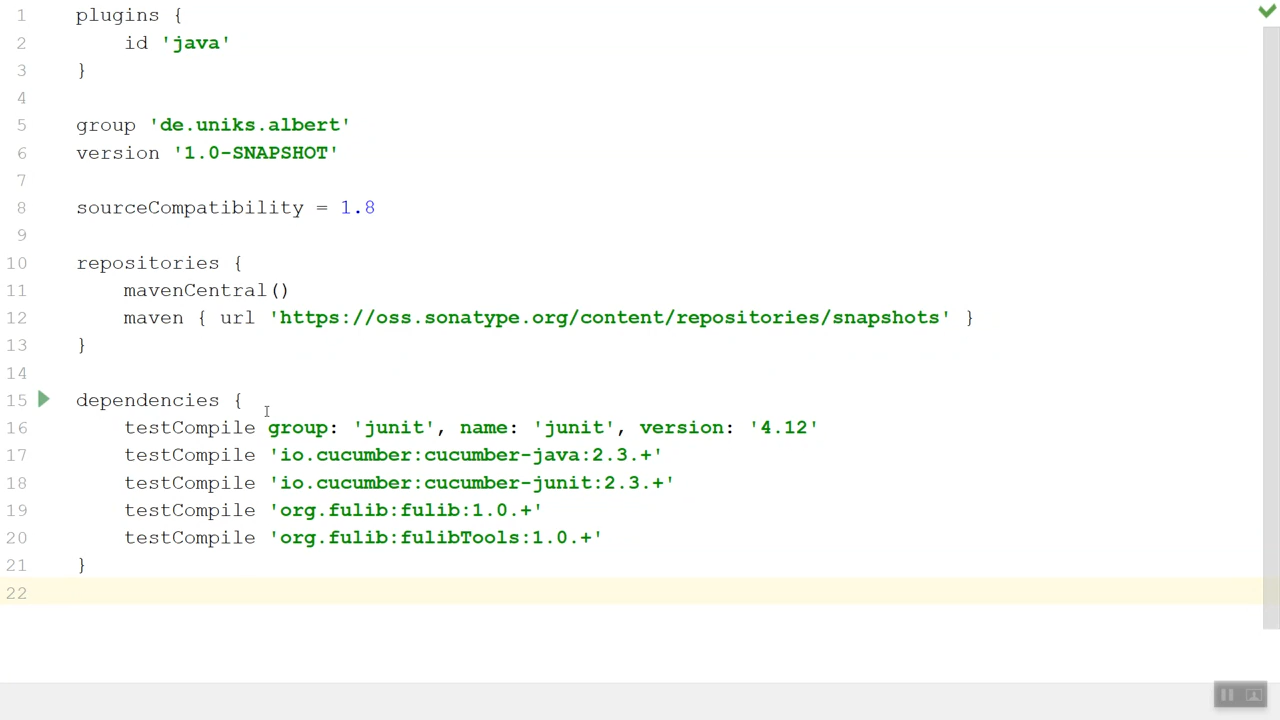 1 plugins {
2 id 'java'
3 }
4
5 group 'de.uniks.albert'
6 version '1.0-SNAPSHOT'
7
8 sourceCompatibility = 1.8
9
10 repositories {
11 mavenCentral()
12 maven { url 'https://oss.sonatype.org/content/repositories/snapshots' }
13 }
14
15 dependencies {
16 testCompile group: 'junit', name: 'junit', version: '4.12'
17 testCompile 'io.cucumber:cucumber-java:2.3.+'
18 testCompile 'io.cucumber:cucumber-junit:2.3.+'
19 testCompile 'org.fulib:fulib:1.0.+'
20 testCompile 'org.fulib:fulibTools:1.0.+'
21 }
22